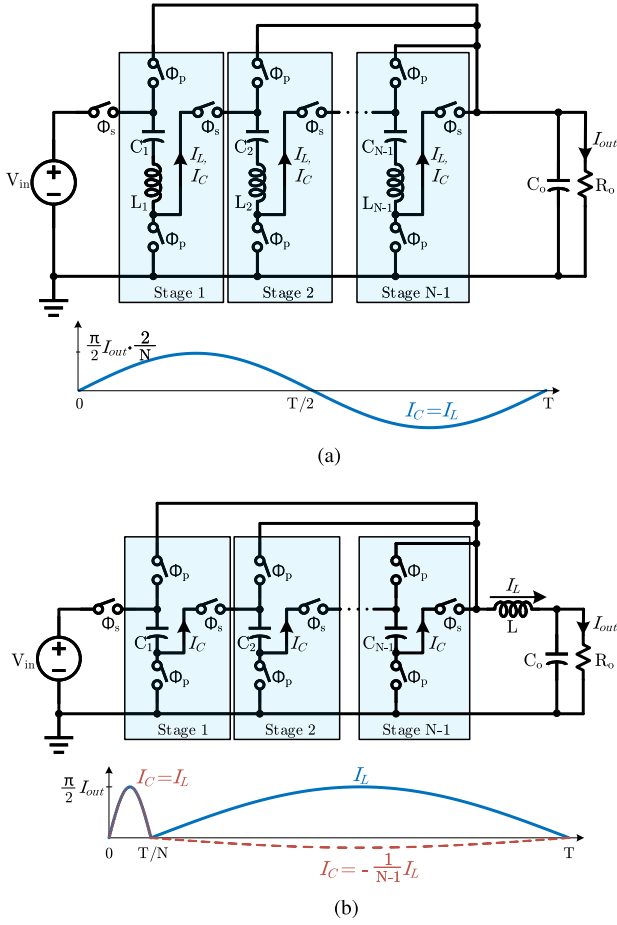 Φp Φp Φp
Φs Φs Φs Φs
C1 IL, IC C2 IL, IC CN-1 IL, IC
Vin L1 L2 LN-1 Co Iout Ro
Φp Φp Φp
Stage 1 Stage 2 Stage N-1
π/2 Iout · 2/N
0 T/2 IC=IL T
(a)
Φp Φp Φp
Φs Φs Φs Φs IL L
C1 IC C2 IC CN-1 IC Iout
Vin Φp Φp Φp Co Ro
Stage 1 Stage 2 Stage N-1
π/2 Iout IC=IL IL
0 T/N T
IC=- 1/N-1 IL
(b)